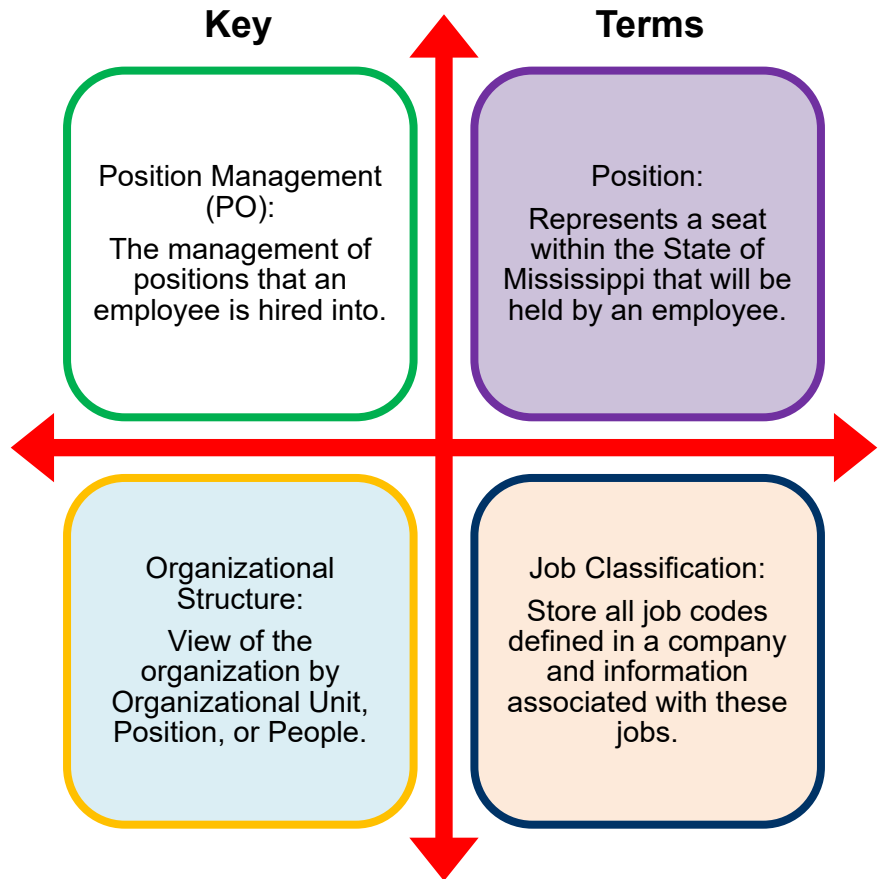 Key
Terms
Position Management
(PO):
The management of
positions that an
employee is hired into.
Position:
Represents a seat
within the State of
Mississippi that will be
held by an employee.
Organizational
Structure:
View of the
organization by
Organizational Unit,
Position, or People.
Job Classification:
Store all job codes
defined in a company
and information
associated with these
jobs.